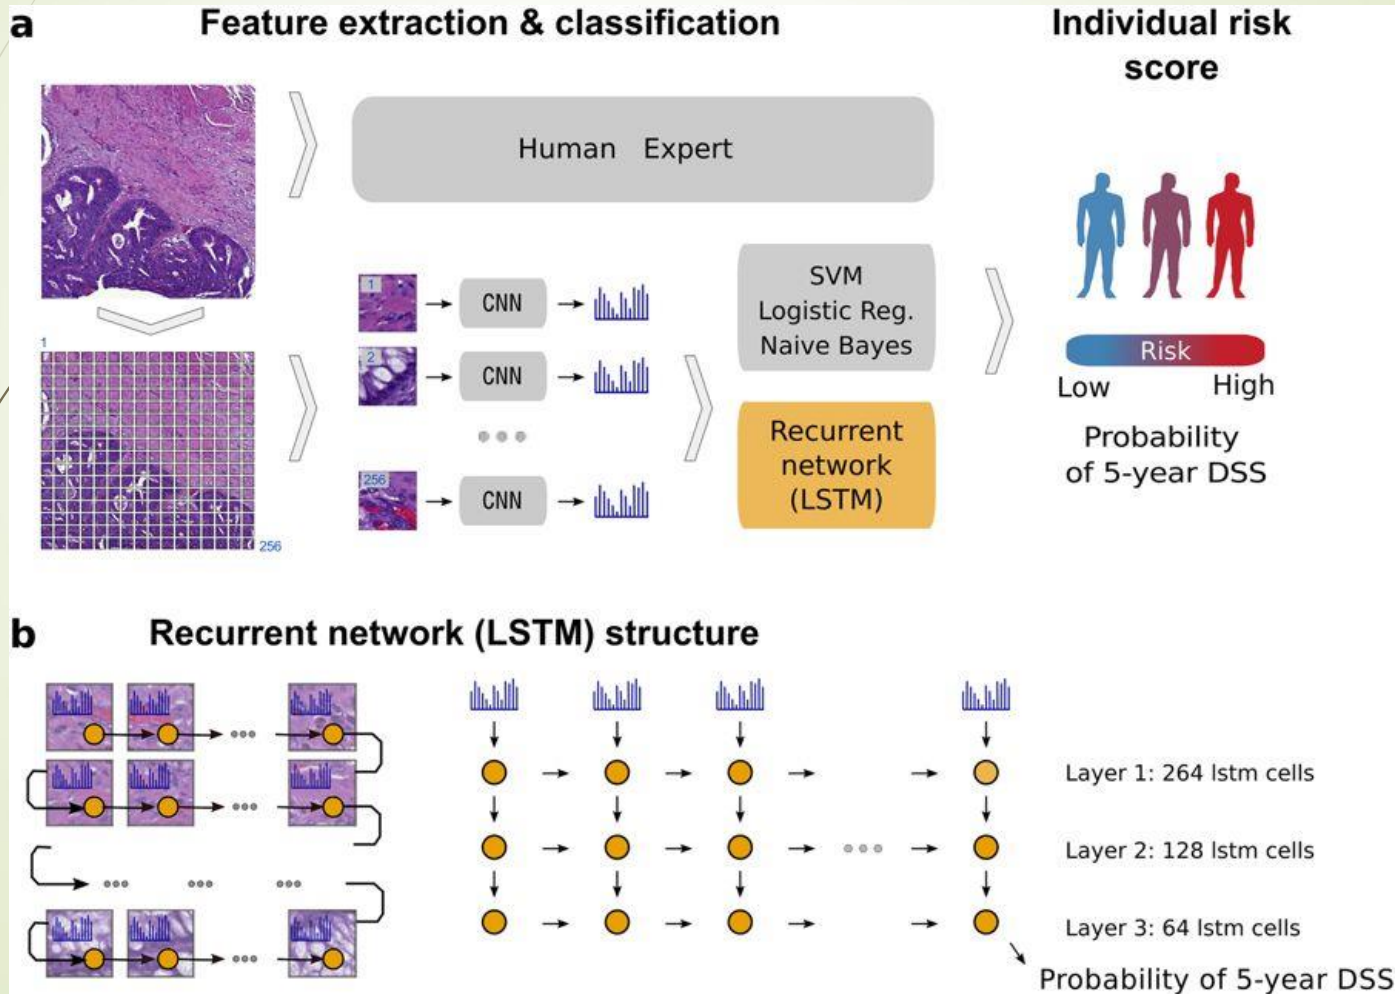 a
Feature extraction & classification
Individual risk
score
Human Expert
1
CNN
2
CNN
256
CNN
SVM
Logistic Reg.
Naive Bayes
Recurrent
network
(LSTM)
1
256
Risk
Low
High
Probability
of 5-year DSS
b
Recurrent network (LSTM) structure
Layer 1: 264 lstm cells
Layer 2: 128 lstm cells
Layer 3: 64 lstm cells
Probability of 5-year DSS